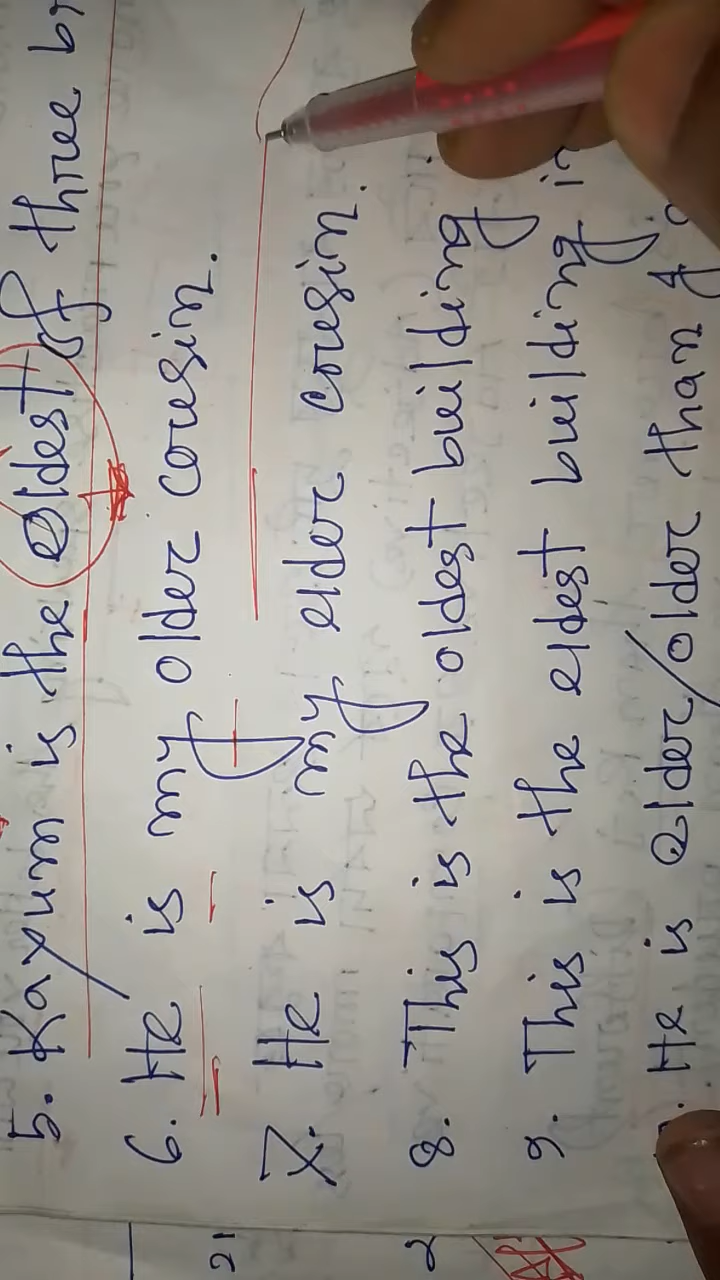 5. Kayum is the oldest of three br
6. He is my older cousin.
7. He is my elder cousin.
8. This is the oldest building
9. This is the eldest building in
He is elder/older than